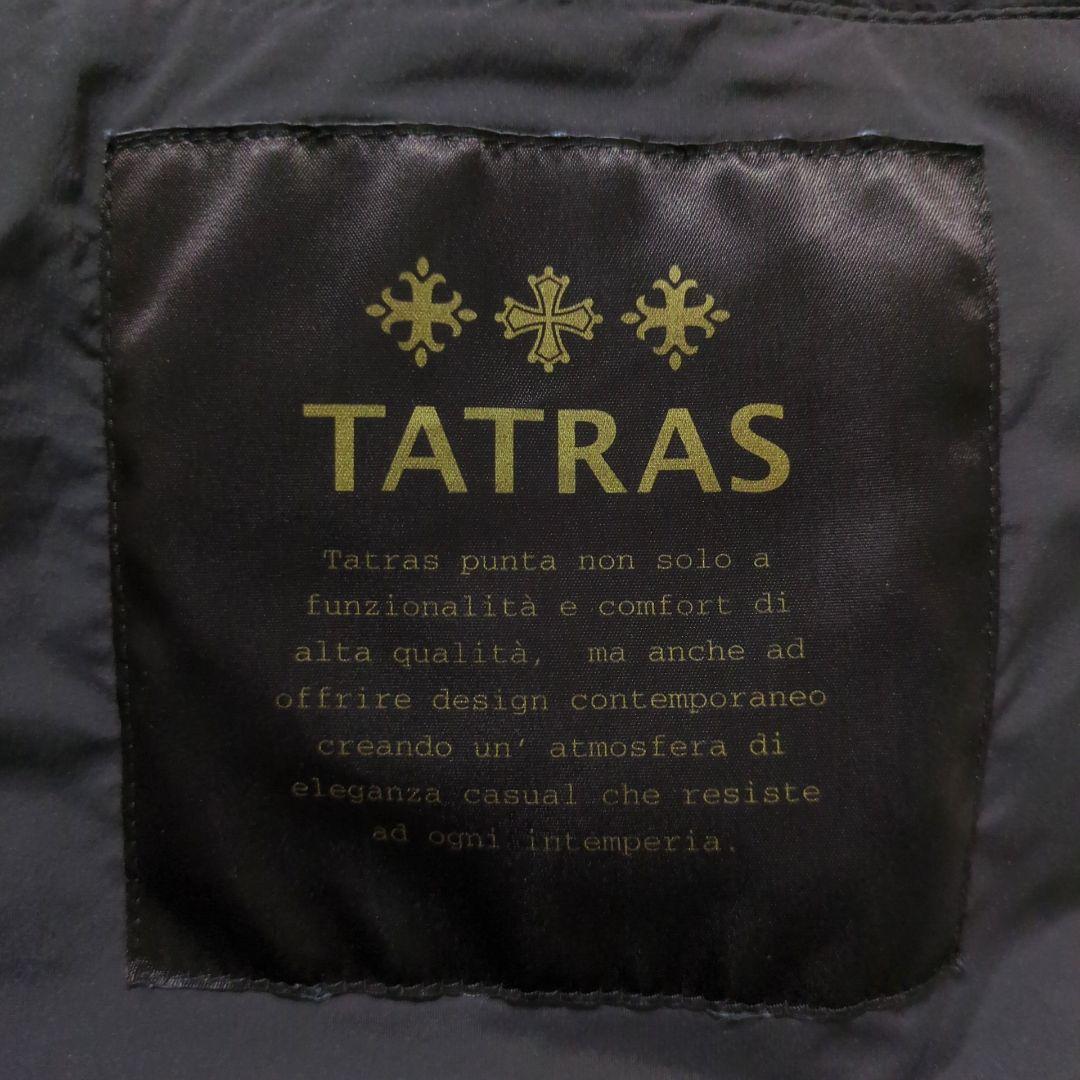 TATRAS
Tatras punta non solo a
funzionalità e comfort di
alta qualità, ma anche ad
offrire design contemporaneo
creando un' atmosfera di
eleganza casual che resiste
ad ogni intemperia.